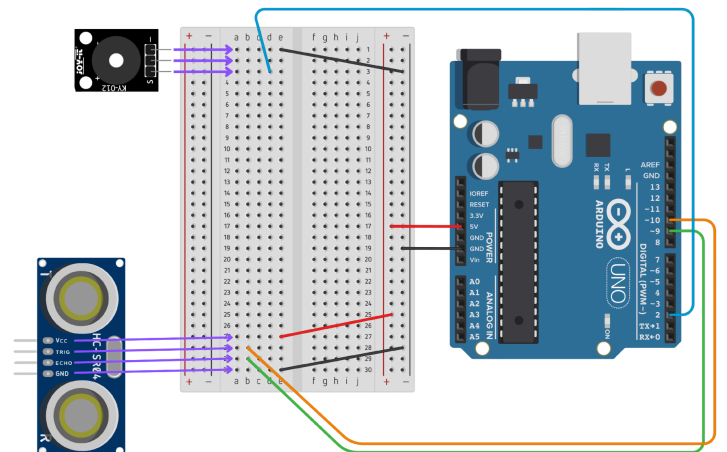 KY-012
S
-
+ - a b c d e f g h i j + -
1
2
3
4
5
6
7
8
9
10
11
12
13
14
15
16
17
18
19
20
21
22
23
24
25
26
27
28
29
30
+ - a b c d e f g h i j + -
T
HC-SR04
VCC
TRIG
ECHO
GND
R
IOREF
RESET
3.3V
5V
GND
GND
Vin
POWER
A0
A1
A2
A3
A4
A5
ANALOG IN
RX
TX
L
ARDUINO
UNO
ON
AREF
GND
13
12
~11
~10
~9
8
7
~6
~5
4
~3
2
TX→1
RX←0
DIGITAL (PWM~)